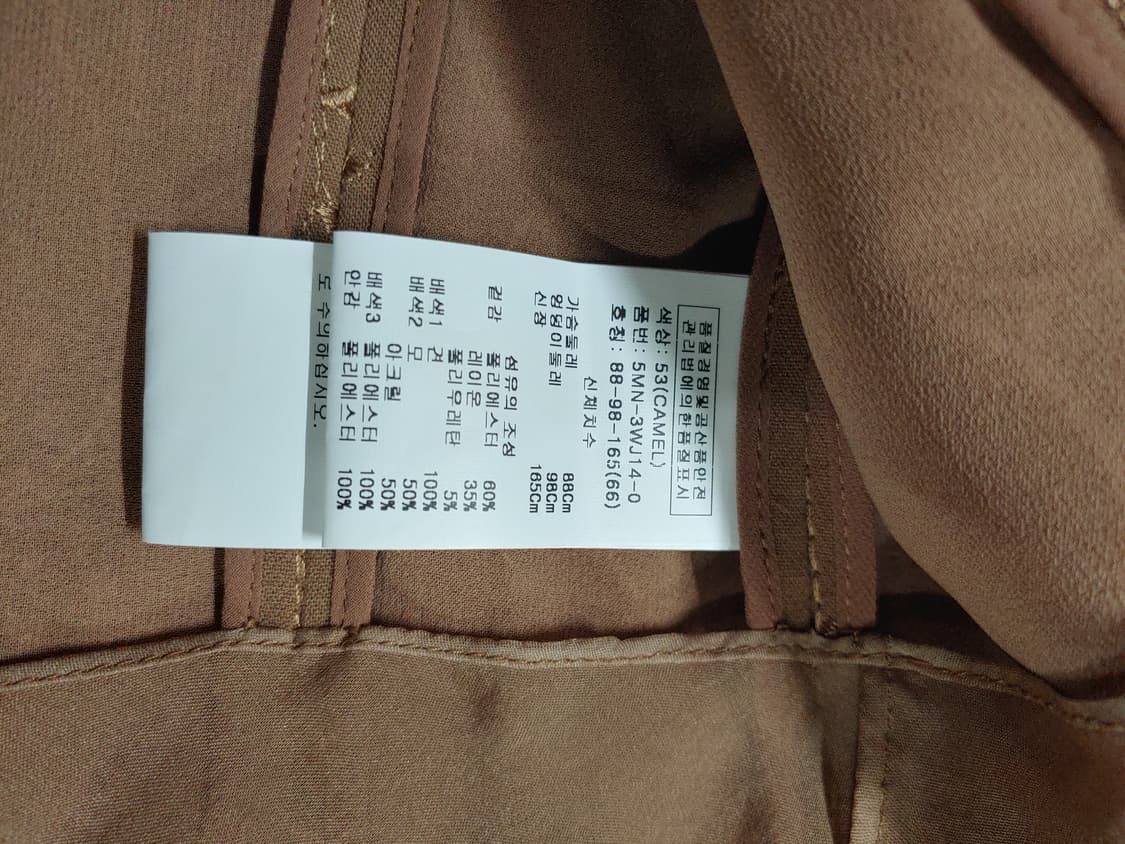 품질경영및공산품안전
관리법에의한품질표시
색상: 53(CAMEL)
품번: 5MN-3WJ14-0
호칭: 88-98-165(66)
신체치수
가슴둘레 88Cm
엉덩이둘레 98Cm
신장 165Cm
섬유의 조성
겉감 폴리에스터 60%
레이온 35%
폴리우레탄 5%
배색1 견 100%
배색2 모 50%
아크릴 50%
배색3 폴리에스터 100%
안감 폴리에스터 100%
도 주의하십시오.